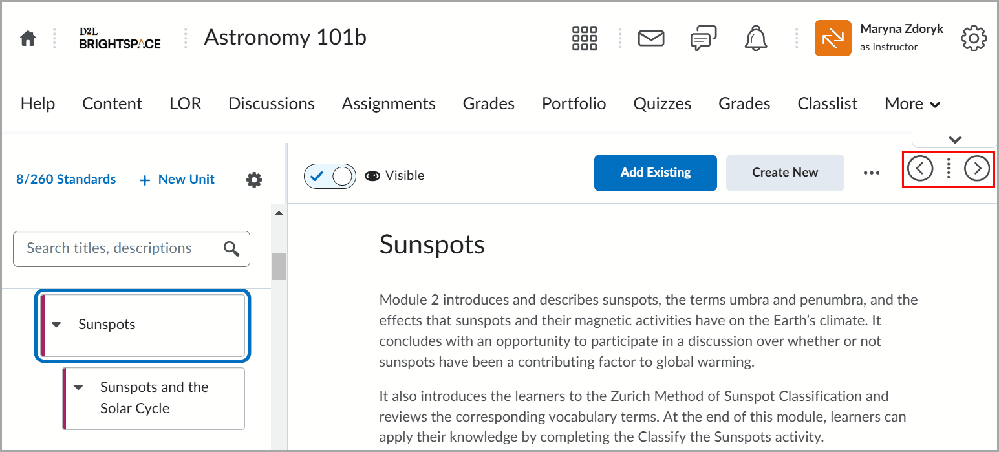 D2L
BRIGHTSPACE
Astronomy 101b
Maryna Zdoryk
as Instructor
Help Content LOR Discussions Assignments Grades Portfolio Quizzes Grades Classlist More
8/260 Standards + New Unit
Visible
Add Existing
Create New
Search titles, descriptions
Sunspots
Sunspots and the
Solar Cycle
Sunspots
Module 2 introduces and describes sunspots, the terms umbra and penumbra, and the
effects that sunspots and their magnetic activities have on the Earth's climate. It
concludes with an opportunity to participate in a discussion over whether or not
sunspots have been a contributing factor to global warming.
It also introduces the learners to the Zurich Method of Sunspot Classification and
reviews the corresponding vocabulary terms. At the end of this module, learners can
apply their knowledge by completing the Classify the Sunspots activity.